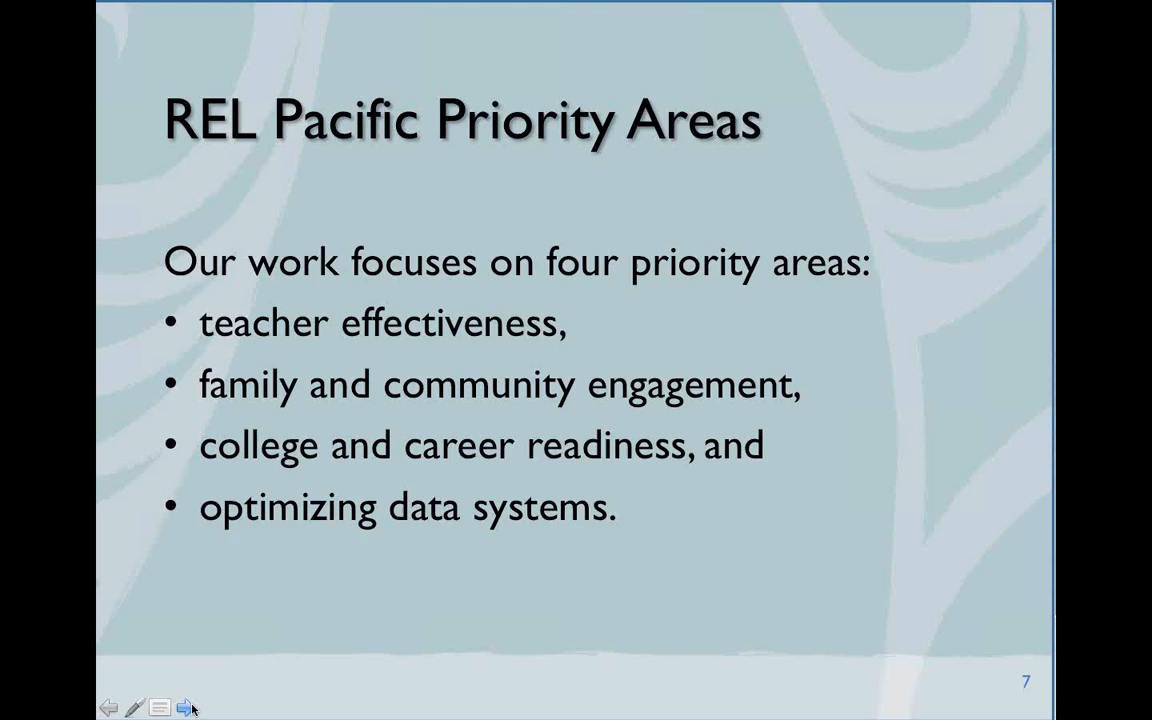 REL Pacific Priority Areas
Our work focuses on four priority areas:
• teacher effectiveness,
• family and community engagement,
• college and career readiness, and
• optimizing data systems.
7